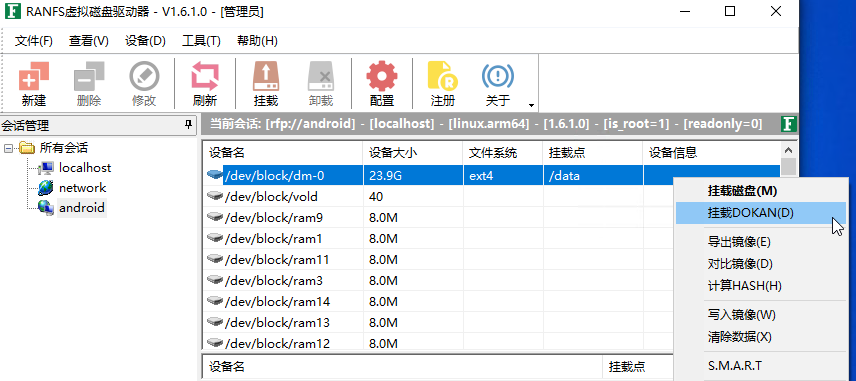 RANFS虚拟磁盘驱动器 - V1.6.1.0 - [管理员]
文件(F) 查看(V) 设备(D) 工具(T) 帮助(H)
新建 删除 修改 刷新 挂载 卸载 配置 注册 关于
会话管理
当前会话: [rfp://android] - [localhost] - [linux.arm64] - [1.6.1.0] - [is_root=1] - [readonly=0]
所有会话
localhost
network
android
设备名 设备大小 文件系统 挂载点 设备信息
/dev/block/dm-0 23.9G ext4 /data
/dev/block/vold 40
/dev/block/ram9 8.0M
/dev/block/ram1 8.0M
/dev/block/ram11 8.0M
/dev/block/ram3 8.0M
/dev/block/ram14 8.0M
/dev/block/ram13 8.0M
/dev/block/ram12 8.0M
设备名 挂载点
挂载磁盘(M)
挂载DOKAN(D)
导出镜像(E)
对比镜像(D)
计算HASH(H)
写入镜像(W)
清除数据(X)
S.M.A.R.T